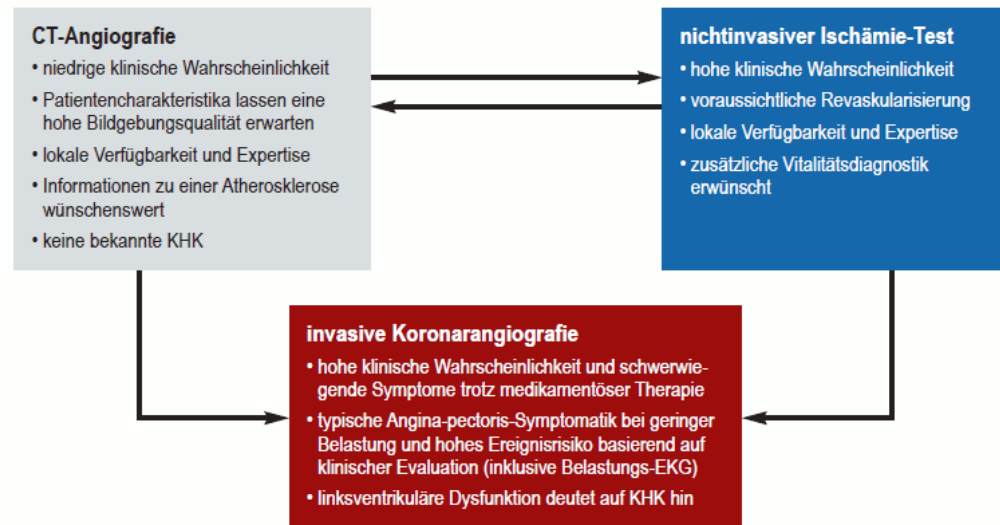 CT-Angiografie
• niedrige klinische Wahrscheinlichkeit
• Patientencharakteristika lassen eine
hohe Bildgebungsqualität erwarten
• lokale Verfügbarkeit und Expertise
• Informationen zu einer Atherosklerose
wünschenswert
• keine bekannte KHK
nichtinvasiver Ischämie-Test
• hohe klinische Wahrscheinlichkeit
• voraussichtliche Revaskularisierung
• lokale Verfügbarkeit und Expertise
• zusätzliche Vitalitätsdiagnostik
erwünscht
invasive Koronarangiografie
• hohe klinische Wahrscheinlichkeit und schwerwie-
gende Symptome trotz medikamentöser Therapie
• typische Angina-pectoris-Symptomatik bei geringer
Belastung und hohes Ereignisrisiko basierend auf
klinischer Evaluation (inklusive Belastungs-EKG)
• linksventrikuläre Dysfunktion deutet auf KHK hin